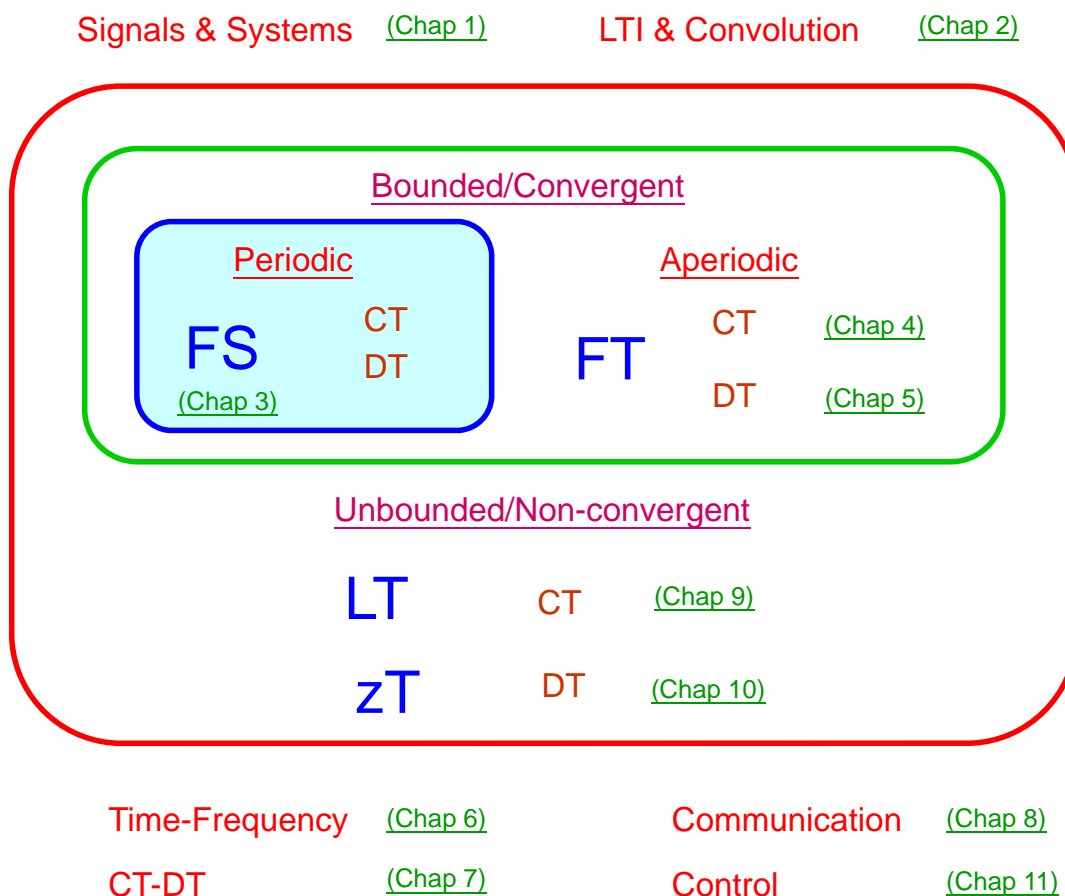 Signals & Systems (Chap 1) LTI & Convolution (Chap 2)
Bounded/Convergent
Periodic
FS
CT
DT
(Chap 3)
Aperiodic
FT
CT (Chap 4)
DT (Chap 5)
Unbounded/Non-convergent
LT CT (Chap 9)
zT DT (Chap 10)
Time-Frequency (Chap 6) Communication (Chap 8)
CT-DT (Chap 7) Control (Chap 11)